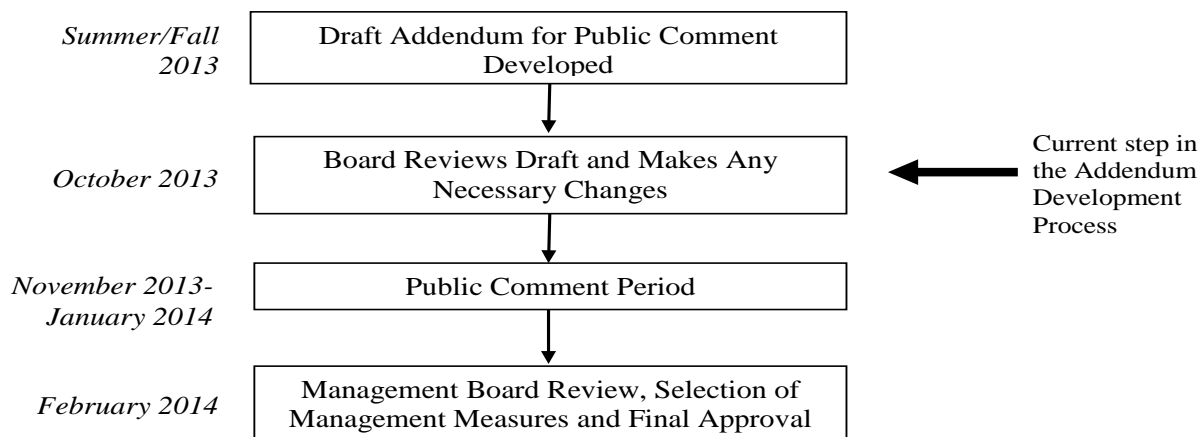 Summer/Fall
2013
Draft Addendum for Public Comment
Developed
October 2013
Board Reviews Draft and Makes Any
Necessary Changes
Current step in
the Addendum
Development
Process
November 2013-
January 2014
Public Comment Period
February 2014
Management Board Review, Selection of
Management Measures and Final Approval